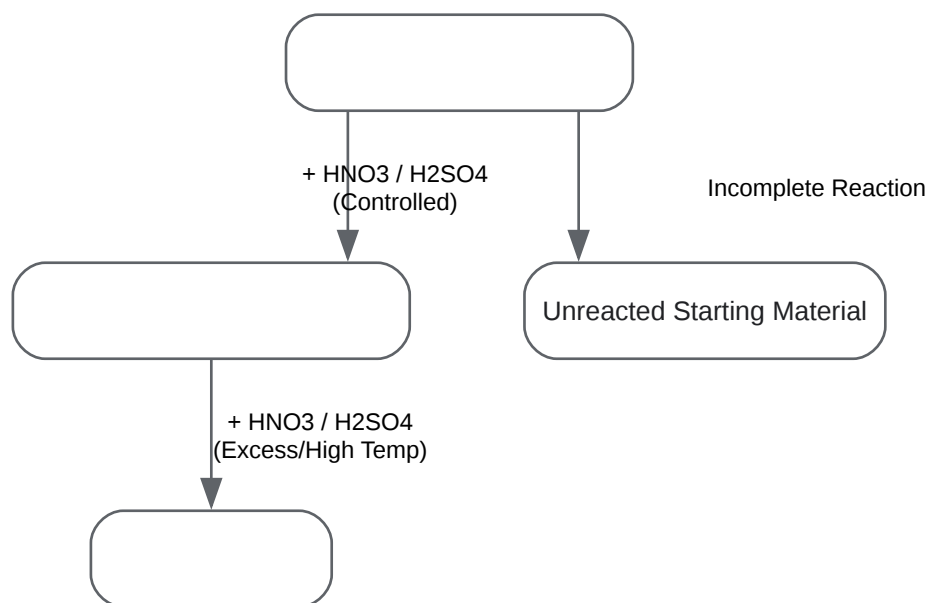 + HNO3 / H2SO4
(Controlled)
Incomplete Reaction
Unreacted Starting Material
+ HNO3 / H2SO4
(Excess/High Temp)